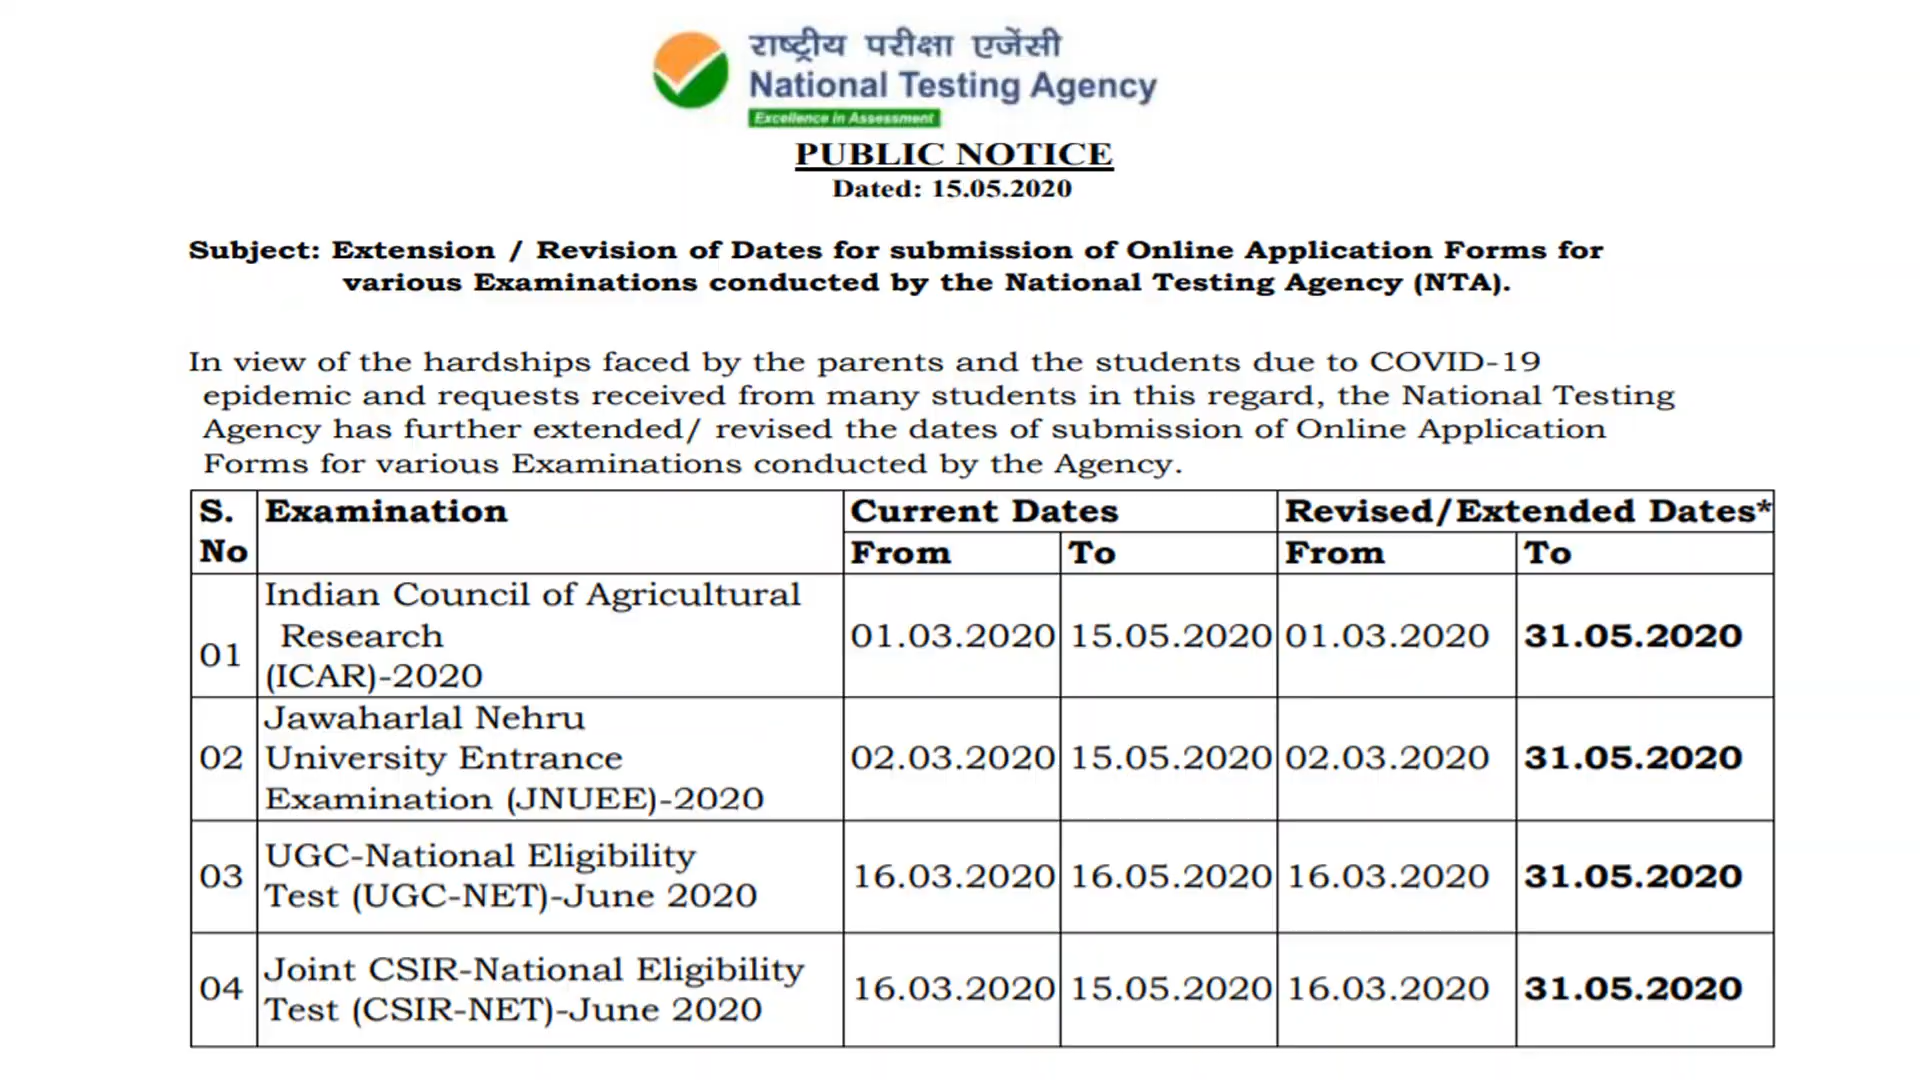 राष्ट्रीय परीक्षा एजेंसी
National Testing Agency
Excellence in Assessment
PUBLIC NOTICE
Dated: 15.05.2020
Subject: Extension / Revision of Dates for submission of Online Application Forms for
various Examinations conducted by the National Testing Agency (NTA).
In view of the hardships faced by the parents and the students due to COVID-19
epidemic and requests received from many students in this regard, the National Testing
Agency has further extended/ revised the dates of submission of Online Application
Forms for various Examinations conducted by the Agency.
S. No Examination Current Dates Revised/Extended Dates*
From To From To
01 Indian Council of Agricultural
Research
(ICAR)-2020 01.03.2020 15.05.2020 01.03.2020 31.05.2020
02 Jawaharlal Nehru
University Entrance
Examination (JNUEE)-2020 02.03.2020 15.05.2020 02.03.2020 31.05.2020
03 UGC-National Eligibility
Test (UGC-NET)-June 2020 16.03.2020 16.05.2020 16.03.2020 31.05.2020
04 Joint CSIR-National Eligibility
Test (CSIR-NET)-June 2020 16.03.2020 15.05.2020 16.03.2020 31.05.2020